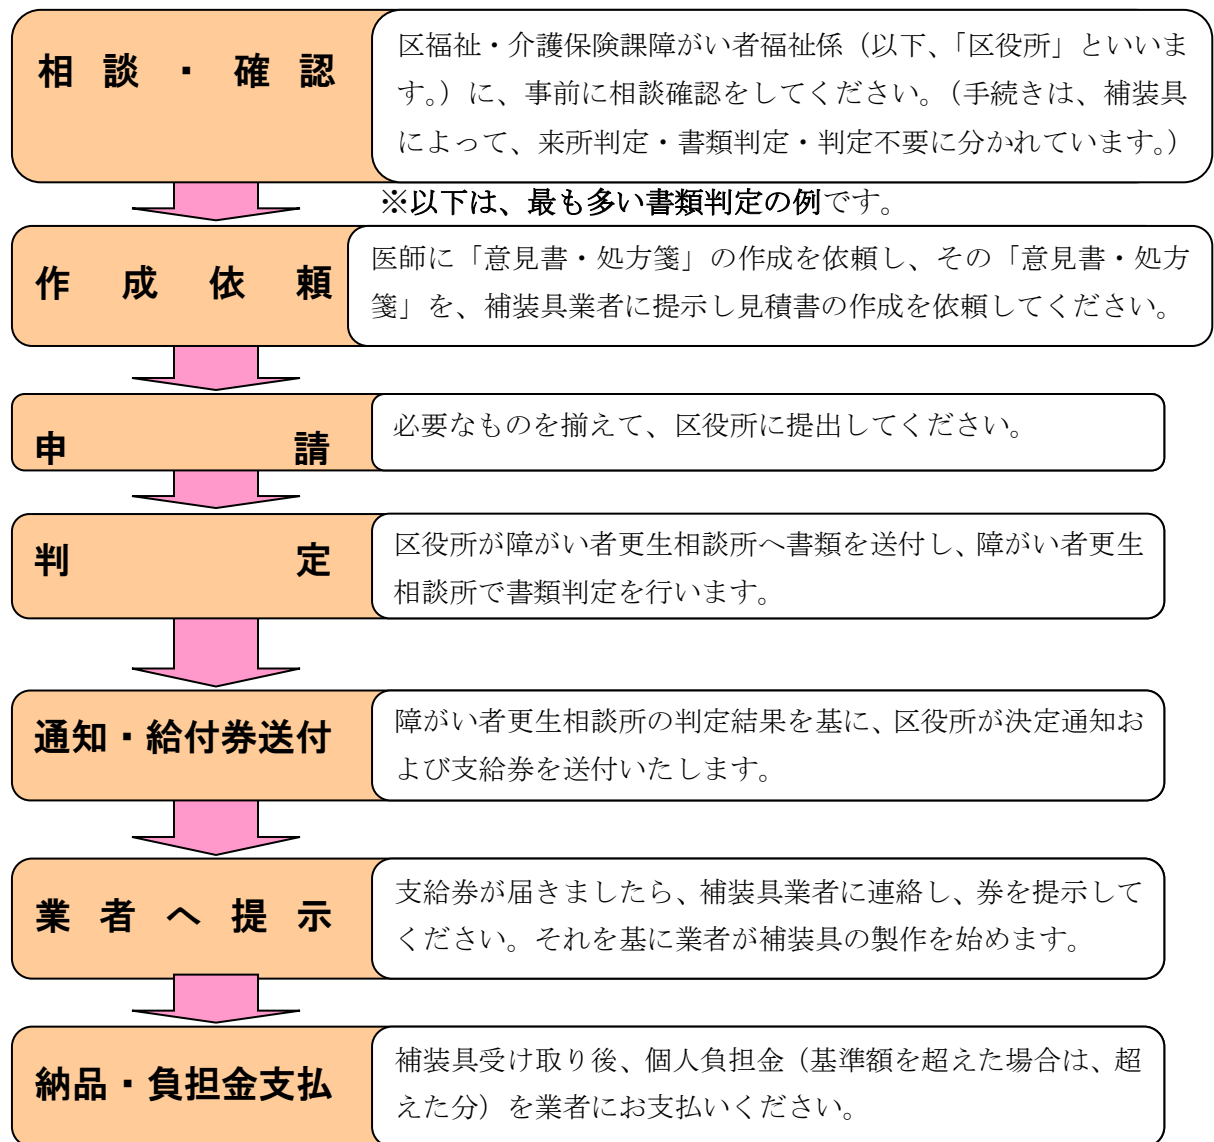 相談・確認
区福祉・介護保険課障がい者福祉係（以下、「区役所」といいま
す。）に、事前に相談確認をしてください。（手続きは、補装具
によって、来所判定・書類判定・判定不要に分かれています。）
※以下は、最も多い書類判定の例です。
作成依頼
医師に「意見書・処方箋」の作成を依頼し、その「意見書・処方
箋」を、補装具業者に提示し見積書の作成を依頼してください。
申請
必要なものを揃えて、区役所に提出してください。
判定
区役所が障がい者更生相談所へ書類を送付し、障がい者更生
相談所で書類判定を行います。
通知・給付券送付
障がい者更生相談所の判定結果を基に、区役所が決定通知お
よび支給券を送付いたします。
業者へ提示
支給券が届きましたら、補装具業者に連絡し、券を提示して
ください。それを基に業者が補装具の製作を始めます。
納品・負担金支払
補装具受け取り後、個人負担金（基準額を超えた場合は、超
えた分）を業者にお支払いください。